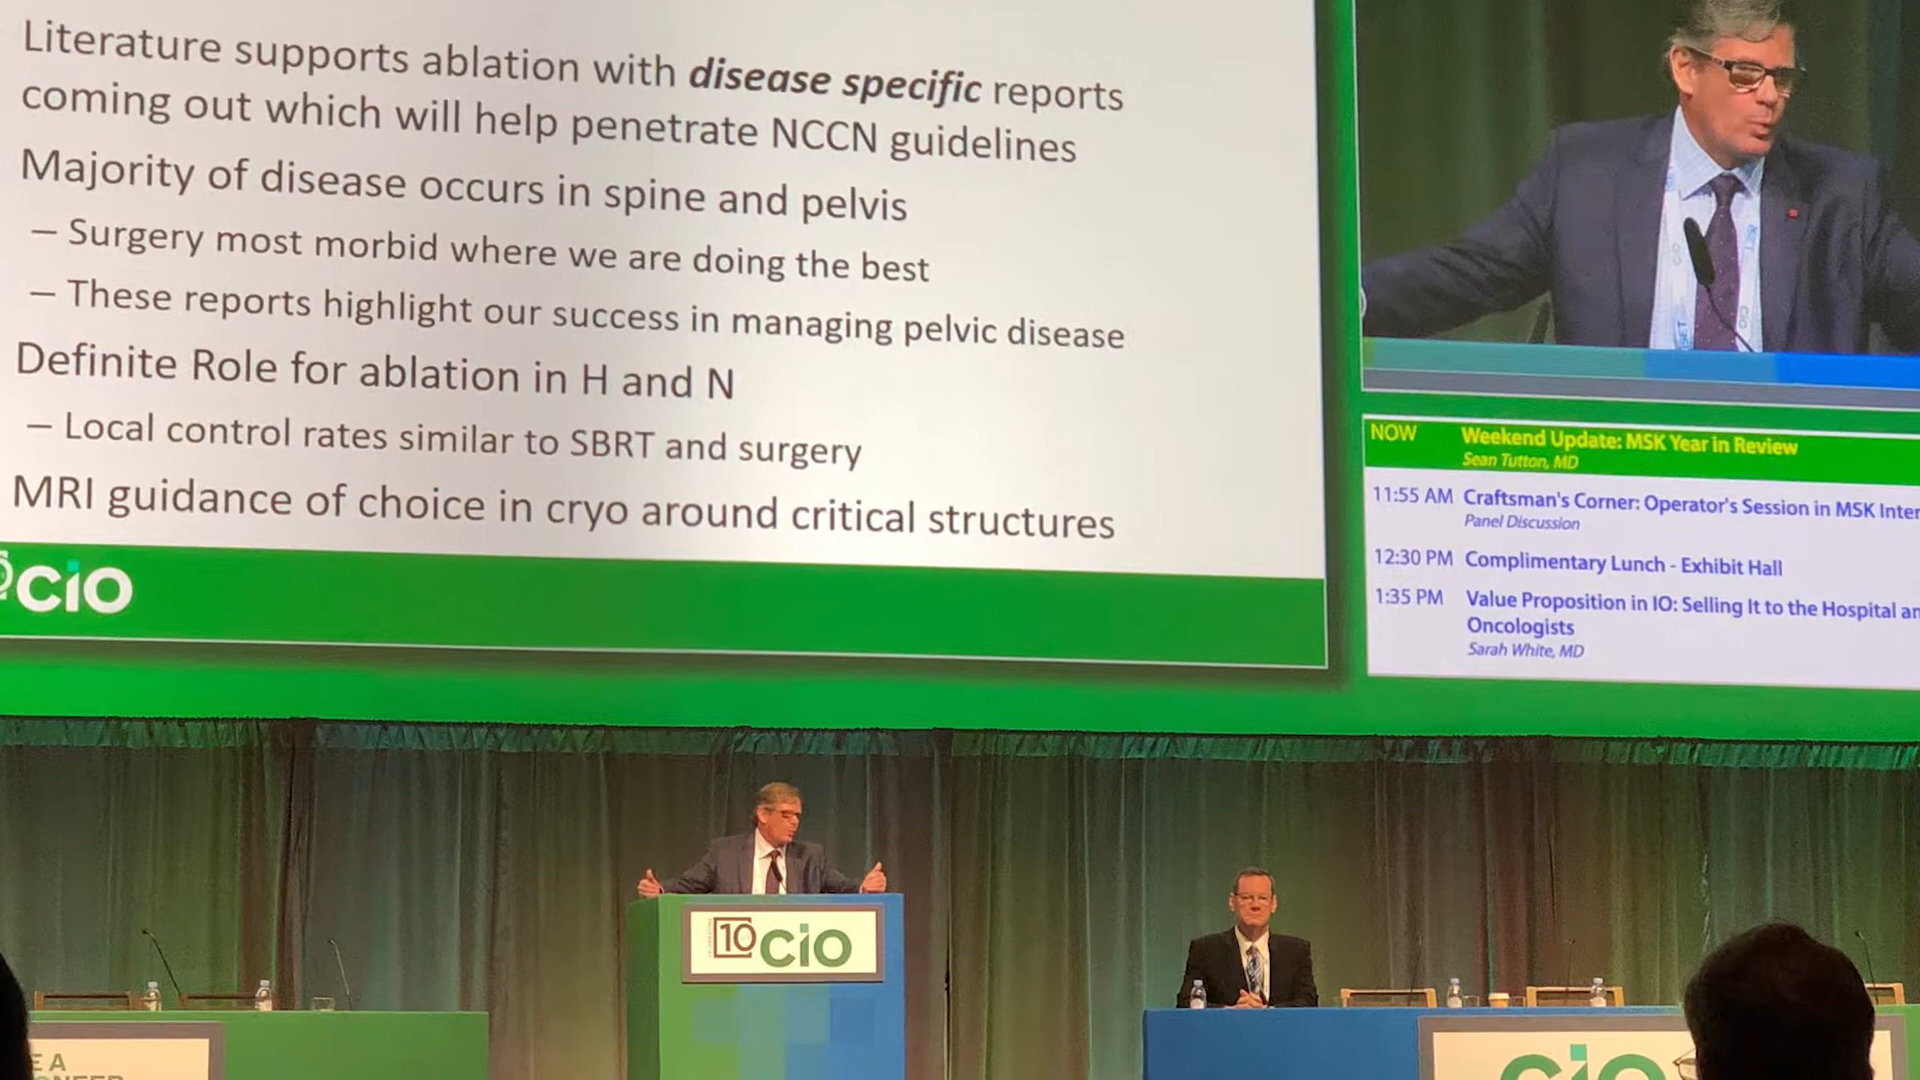 Literature supports ablation with disease specific reports
coming out which will help penetrate NCCN guidelines
Majority of disease occurs in spine and pelvis
– Surgery most morbid where we are doing the best
– These reports highlight our success in managing pelvic disease
Definite Role for ablation in H and N
– Local control rates similar to SBRT and surgery
MRI guidance of choice in cryo around critical structures
CiO
NOW Weekend Update: MSK Year in Review
Sean Tutton, MD
11:55 AM Craftsman's Corner: Operator's Session in MSK Inter
Panel Discussion
12:30 PM Complimentary Lunch - Exhibit Hall
1:35 PM Value Proposition in IO: Selling It to the Hospital an
Oncologists
Sarah White, MD
10 CiO
E A
CiO